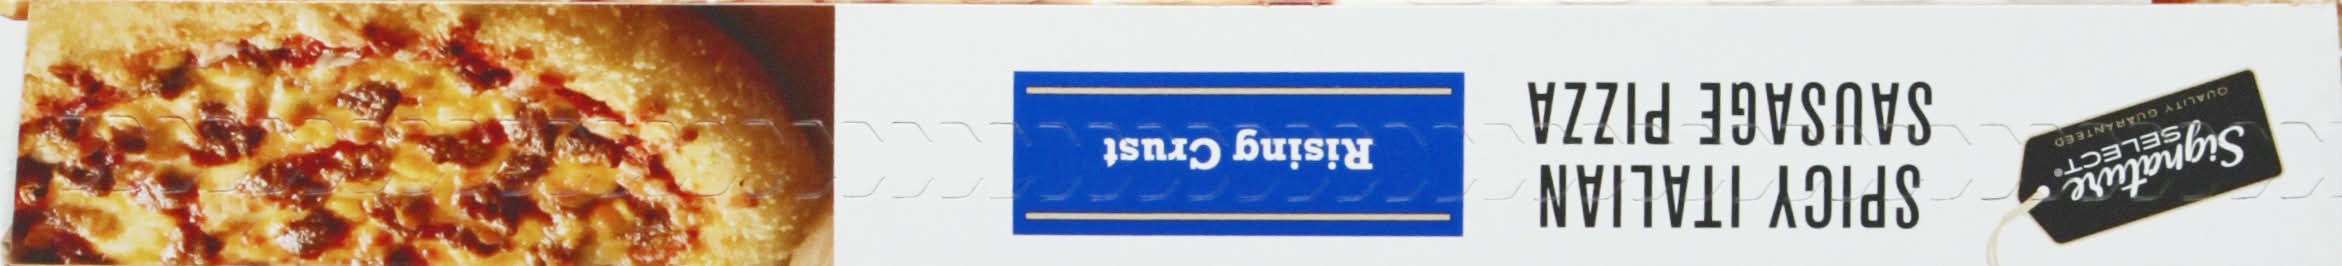 Signature
SELECT®
QUALITY GUARANTEED
SPICY ITALIAN
SAUSAGE PIZZA
Rising Crust